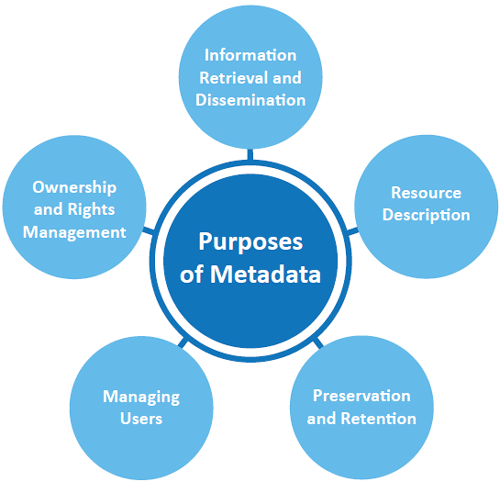 Information
Retrieval and
Dissemination
Ownership
and Rights
Management
Resource
Description
Purposes
of Metadata
Managing
Users
Preservation
and Retention